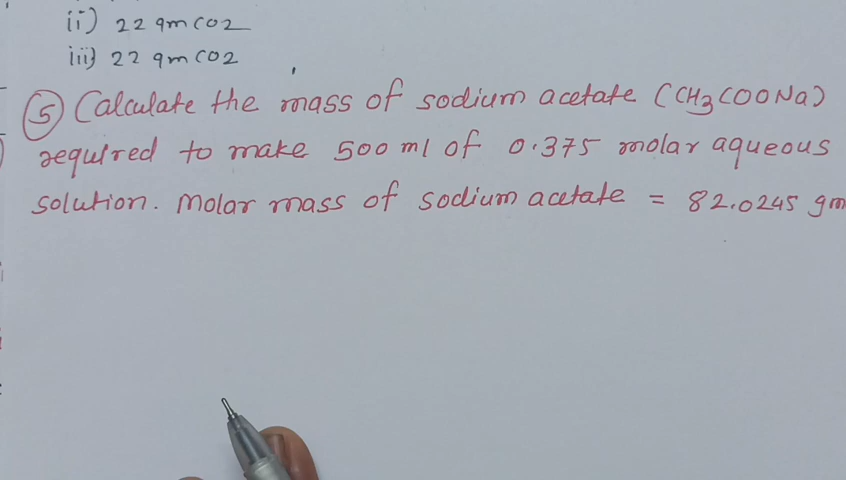 ii) 22 gm CO2
iii) 22 gm CO2
5 Calculate the mass of sodium acetate (CH3COONa)
required to make 500 ml of 0.375 molar aqueous
solution. Molar mass of sodium acetate = 82.0245 gm